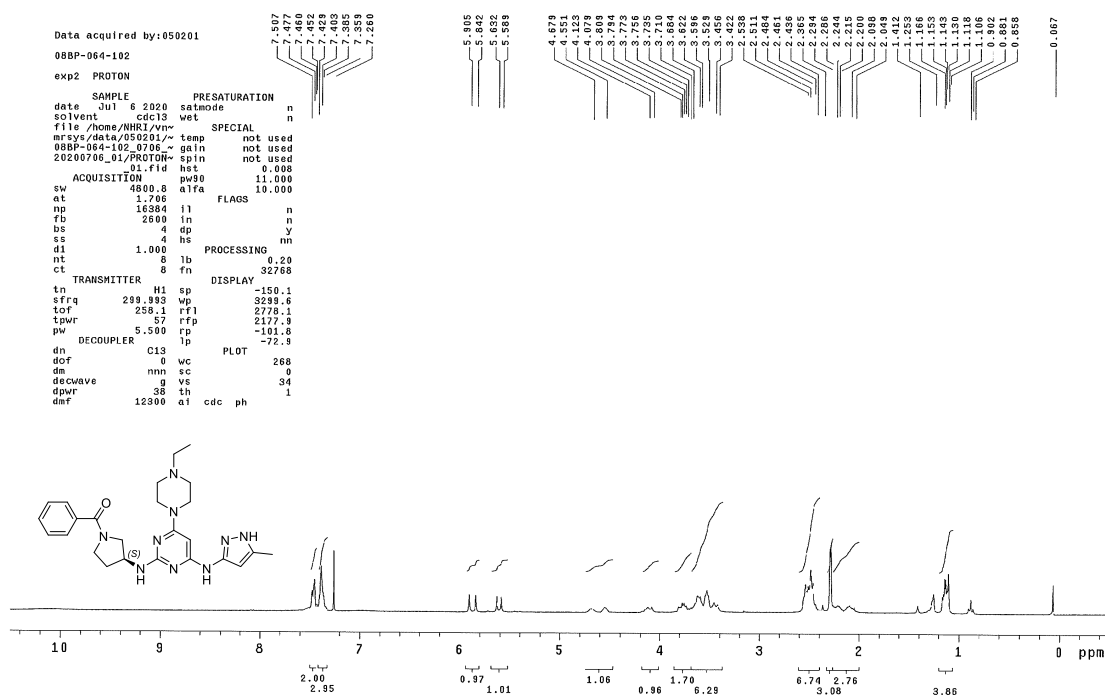 7.507 7.477 7.460 7.452 7.429 7.403 7.385 7.359 7.260
5.905 5.842 5.632 5.589
4.679 4.551 4.123 4.079 3.809 3.794 3.773 3.756 3.735 3.710 3.684 3.622 3.596 3.529 3.456 3.422 2.538 2.511 2.484 2.461 2.436 2.365 2.294 2.286 2.244 2.215 2.200 2.098 2.049 1.412 1.253 1.166 1.153 1.143 1.130 1.118 1.106 0.902 0.881 0.858 0.067
Data acquired by:050201
08BP-064-102
exp2 PROTON
SAMPLE PRESATURATION
date Jul 6 2020 satmode n
solvent cdcl3 wet n
file /home/NHRI/vn~ SPECIAL
mrsys/data/050201/~ temp not used
08BP-064-102_0706_~ gain not used
20200706_01/PROTON~ spin not used
_01.fid hst 0.008
ACQUISITION pw90 11.000
sw 4800.8 alfa 10.000
at 1.706 FLAGS
np 16384 il n
fb 2600 in n
bs 4 dp y
ss 4 hs nn
d1 1.000 PROCESSING
nt 8 lb 0.20
ct 8 fn 32768
TRANSMITTER DISPLAY
tn H1 sp -150.1
sfrq 299.993 wp 3299.6
tof 258.1 rfl 2778.1
tpwr 57 rfp 2177.9
pw 5.500 rp -101.8
DECOUPLER lp -72.9
dn C13 PLOT
dof 0 wc 268
dm nnn sc 0
decwave g vs 34
dpwr 38 th 1
dmf 12300 ai cdc ph
N
O N
N N N NH
(S)
N H N N H
10 9 8 7 6 5 4 3 2 1 ppm
2.00 0.97 1.06 1.70 6.74 2.76
2.95 1.01 0.96 6.29 3.08 3.86